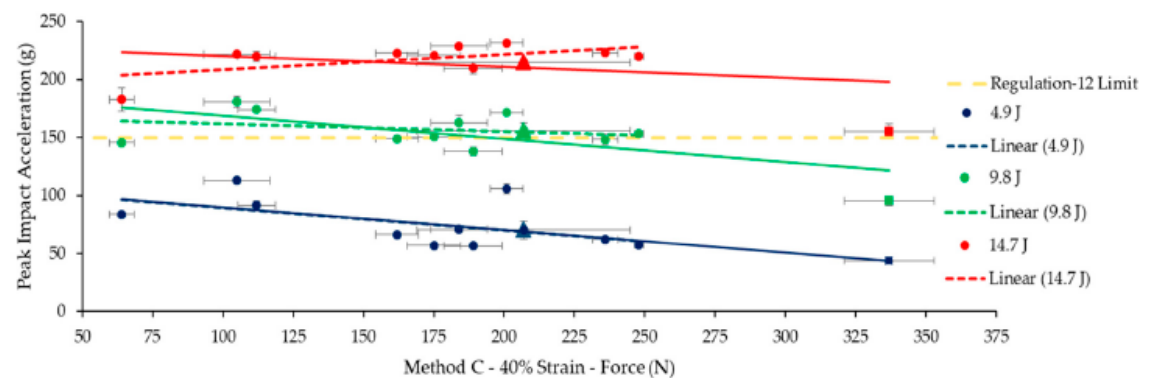 250
200
150
100
50
0
Peak Impact Acceleration (g)
50 75 100 125 150 175 200 225 250 275 300 325 350 375
Method C - 40% Strain - Force (N)
Regulation-12 Limit
4.9 J
Linear (4.9 J)
9.8 J
Linear (9.8 J)
14.7 J
Linear (14.7 J)